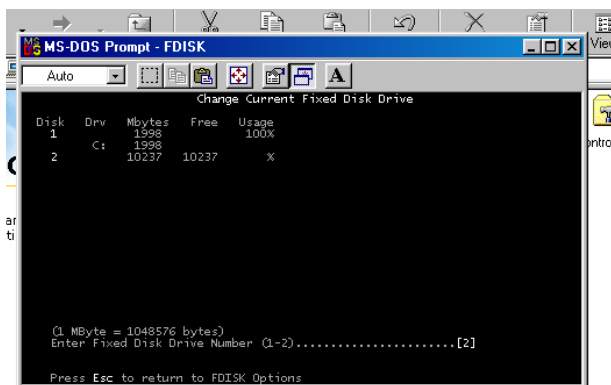 MS-DOS Prompt - FDISK
View
Auto
A
Change Current Fixed Disk Drive
Disk Drv Mbytes Free Usage
1 1998 100%
C: 1998
2 10237 10237 %
(1 MByte = 1048576 bytes)
Enter Fixed Disk Drive Number (1-2).......................[2]
Press Esc to return to FDISK Options